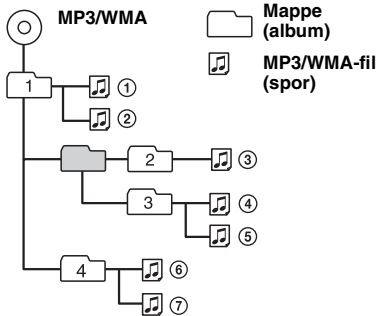 MP3/WMA
Mappe
(album)
MP3/WMA-fil
(spor)
1
①
②
2
③
3
④
⑤
4
⑥
⑦